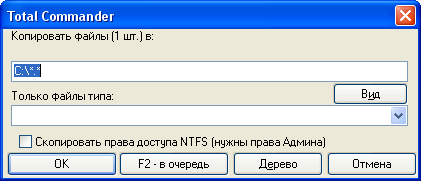 Total Commander
Копировать файлы (1 шт.) в:
C:\*.*
Вид
Только файлы типа:
Скопировать права доступа NTFS (нужны права Админа)
OK F2 - в очередь Дерево Отмена